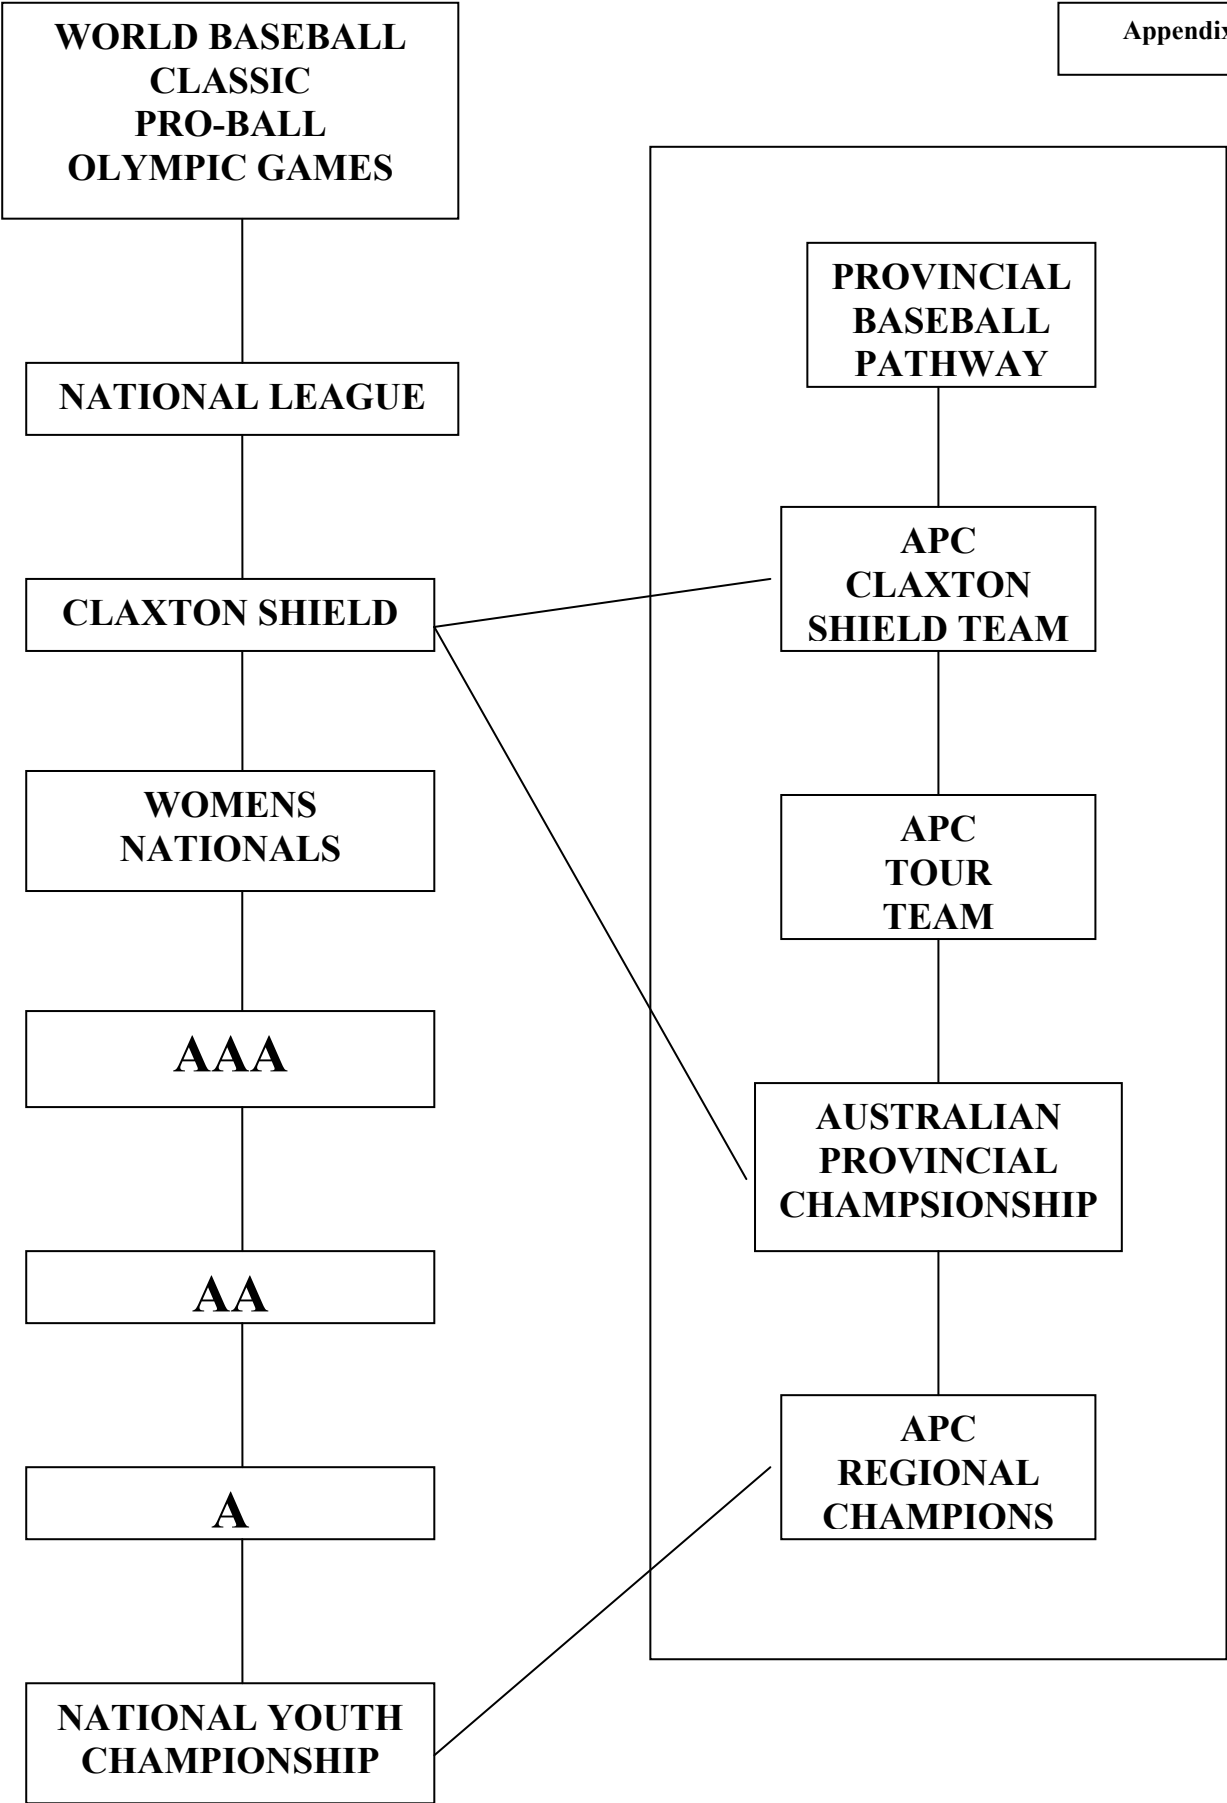 WORLD BASEBALL
CLASSIC
PRO-BALL
OLYMPIC GAMES
Appendix
NATIONAL LEAGUE
CLAXTON SHIELD
WOMENS
NATIONALS
AAA
AA
A
NATIONAL YOUTH
CHAMPIONSHIP
PROVINCIAL
BASEBALL
PATHWAY
APC
CLAXTON
SHIELD TEAM
APC
TOUR
TEAM
AUSTRALIAN
PROVINCIAL
CHAMPSIONSHIP
APC
REGIONAL
CHAMPIONS